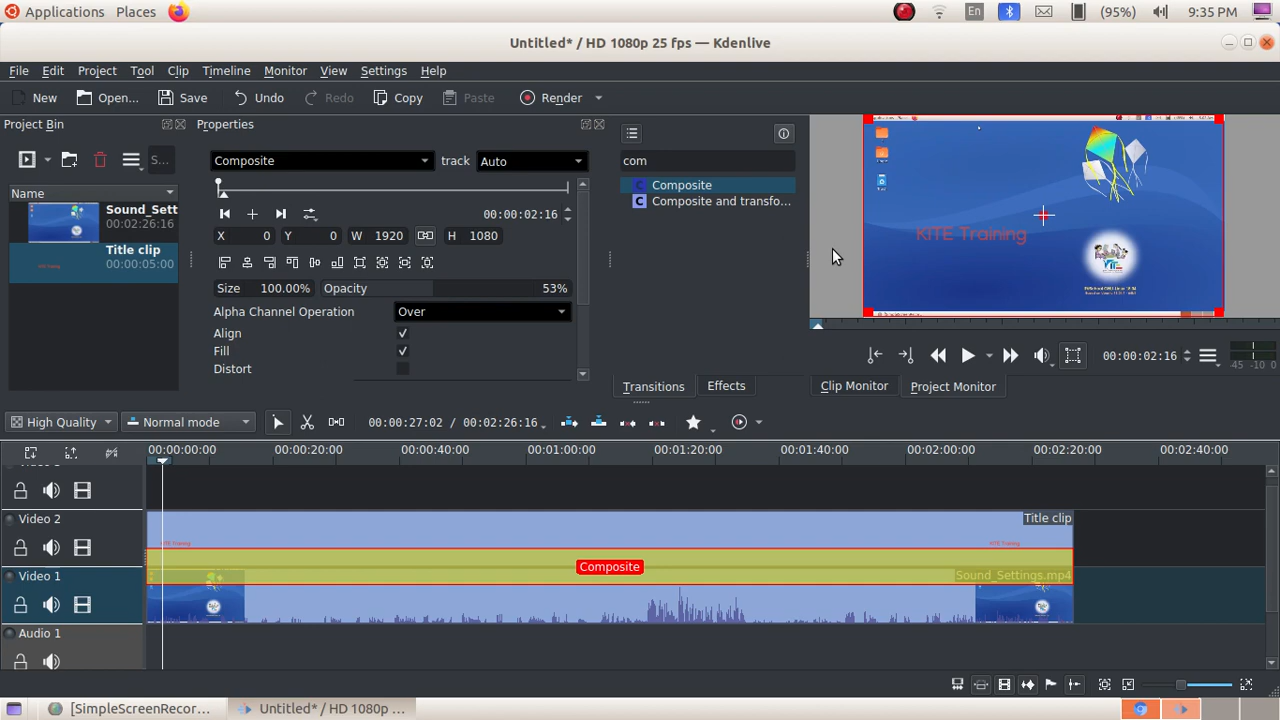 Applications Places En (95%) 9:35 PM
Untitled* / HD 1080p 25 fps — Kdenlive
File Edit Project Tool Clip Timeline Monitor View Settings Help
New Open... Save Undo Redo Copy Paste Render
Project Bin Properties
Composite track Auto com
S...
Name Composite
Sound_Sett Composite and transfo...
00:02:26:16 00:00:02:16
Title clip X 0 Y 0 W 1920 H 1080 KITE Training
00:00:05:00
Size 100.00% Opacity 53%
Alpha Channel Operation Over
Align
Fill
Distort
00:00:02:16 -45 -10 0
Transitions Effects Clip Monitor Project Monitor
High Quality Normal mode 00:00:27:02 / 00:02:26:16
00:00:00:00 00:00:20:00 00:00:40:00 00:01:00:00 00:01:20:00 00:01:40:00 00:02:00:00 00:02:20:00 00:02:40:00
Video 2 Title clip
KITE Training KITE Training
Composite
Video 1 Sound_Settings.mp4
Audio 1
[SimpleScreenRecor... Untitled* / HD 1080p ...